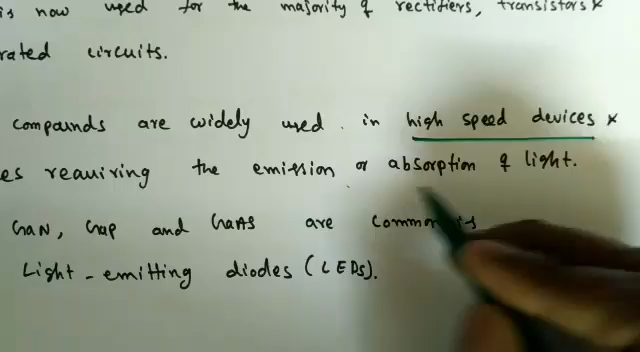 is now used for the majority of rectifiers, transistors &
rated circuits.
compounds are widely used. in high speed devices &
es reauiring the emission or absorption of light.
GaN, Gap and GaAS are
Light-emitting diodes (LEDs).